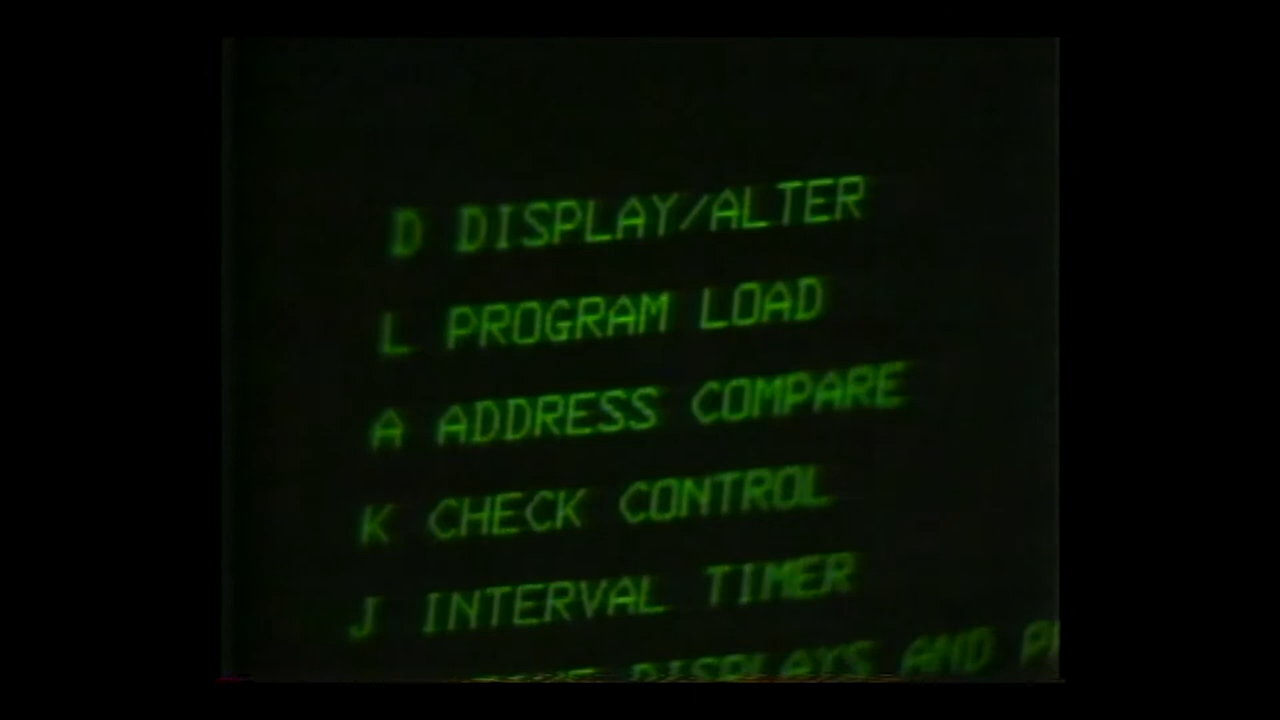 D DISPLAY/ALTER
L PROGRAM LOAD
A ADDRESS COMPARE
K CHECK CONTROL
J INTERVAL TIMER
DISPLAYS AND